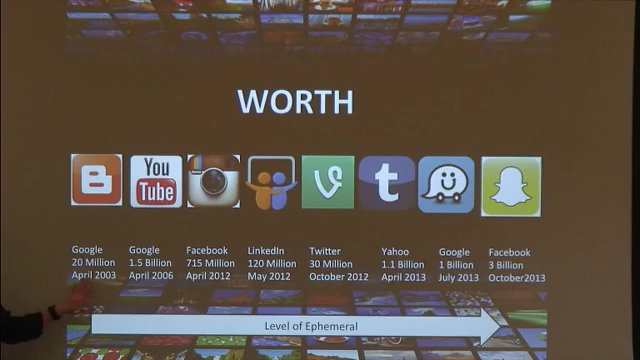 WORTH
You
Tube
Google
20 Million
April 2003
Google
1.5 Billion
April 2006
Facebook
715 Million
April 2012
LinkedIn
120 Million
May 2012
Twitter
30 Million
October 2012
Yahoo
1.1 Billion
April 2013
Google
1 Billion
July 2013
Facebook
3 Billion
October2013
Level of Ephemeral